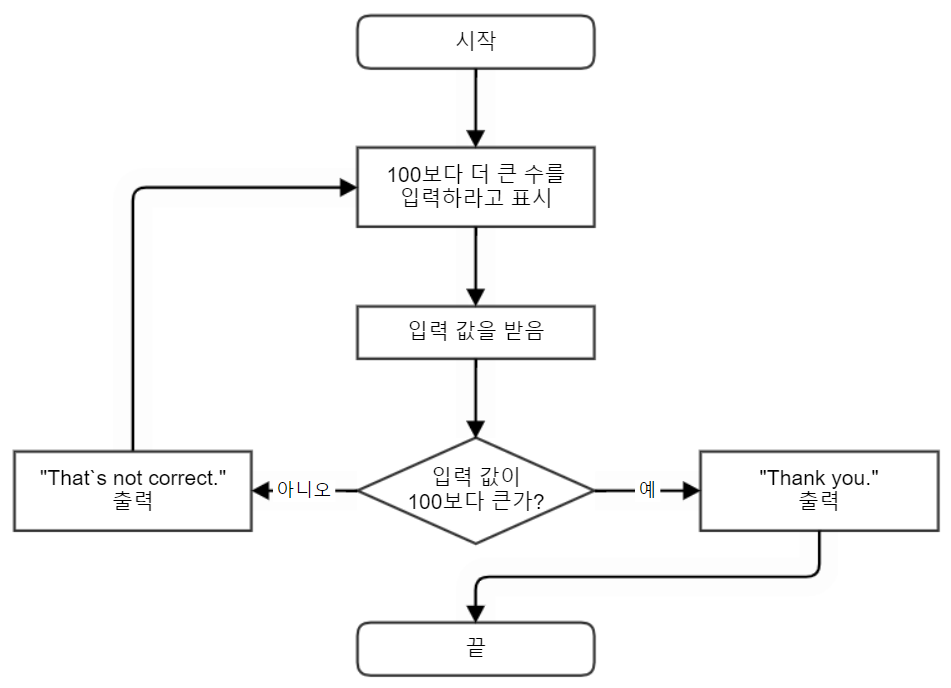 시작
100보다 더 큰 수를
입력하라고 표시
입력 값을 받음
입력 값이
100보다 큰가?
아니오
"That`s not correct."
출력
예
"Thank you."
출력
끝